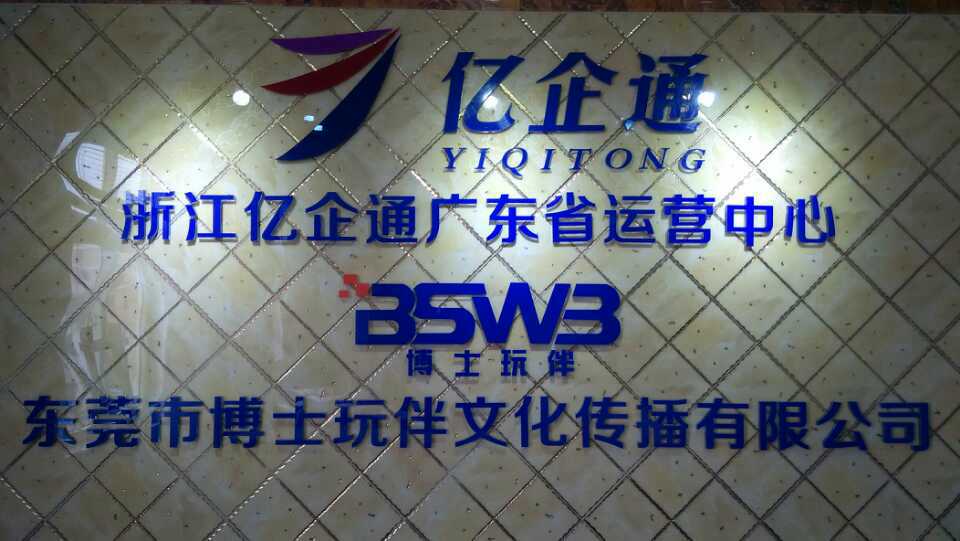 亿企通
YIQITONG
浙江亿企通广东省运营中心
BSWB
博士玩伴
东莞市博士玩伴文化传播有限公司